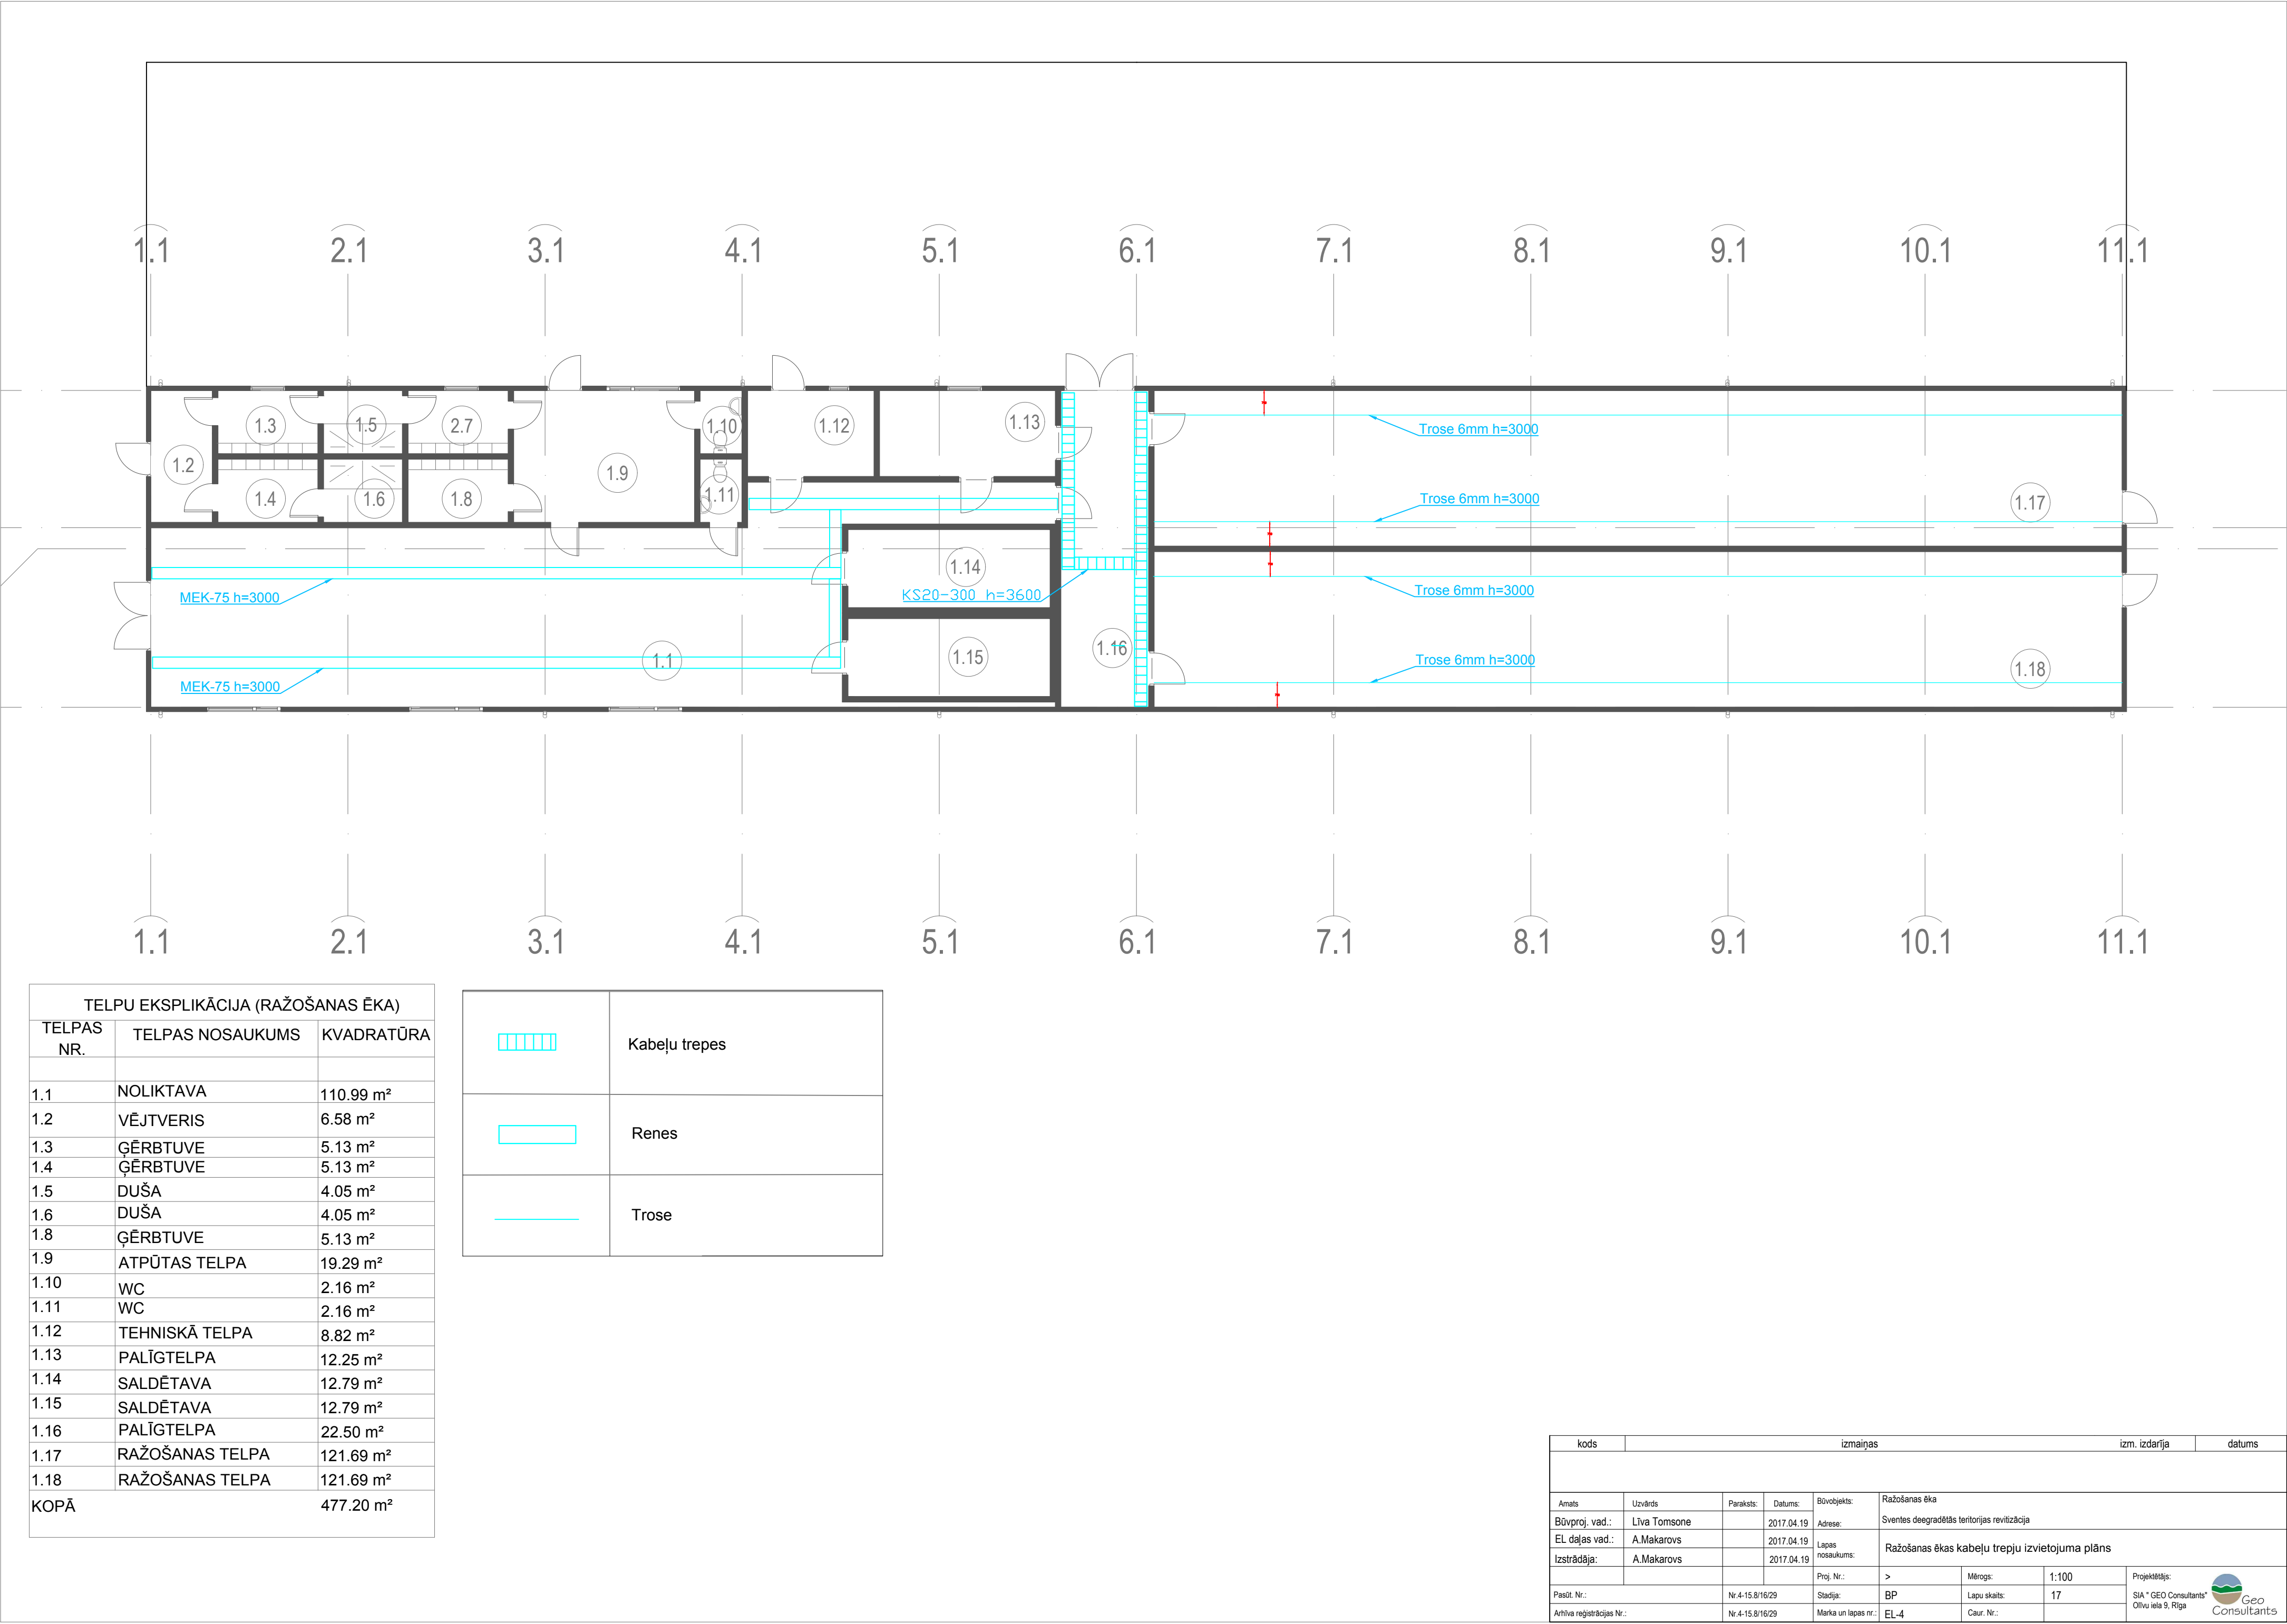 1.1 2.1 3.1 4.1 5.1 6.1 7.1 8.1 9.1 10.1 11.1
1.3 1.5 2.7 1.10 1.12 1.13
Trose 6mm h=3000
1.2 1.9
1.4 1.6 1.8 1.11
Trose 6mm h=3000
1.17
1.14
MEK-75 h=3000
KS20-300 h=3600
Trose 6mm h=3000
1.16
1.1 1.15
Trose 6mm h=3000
1.18
MEK-75 h=3000
1.1 2.1 3.1 4.1 5.1 6.1 7.1 8.1 9.1 10.1 11.1
TELPU EKSPLIKĀCIJA (RAŽOŠANAS ĒKA)
TELPAS
NR.
TELPAS NOSAUKUMS KVADRATŪRA
1.1 NOLIKTAVA 110.99 m²
1.2 VĒJTVERIS 6.58 m²
1.3 ĢĒRBTUVE 5.13 m²
1.4 ĢĒRBTUVE 5.13 m²
1.5 DUŠA 4.05 m²
1.6 DUŠA 4.05 m²
1.8 ĢĒRBTUVE 5.13 m²
1.9 ATPŪTAS TELPA 19.29 m²
1.10 WC 2.16 m²
1.11 WC 2.16 m²
1.12 TEHNISKĀ TELPA 8.82 m²
1.13 PALĪGTELPA 12.25 m²
1.14 SALDĒTAVA 12.79 m²
1.15 SALDĒTAVA 12.79 m²
1.16 PALĪGTELPA 22.50 m²
1.17 RAŽOŠANAS TELPA 121.69 m²
1.18 RAŽOŠANAS TELPA 121.69 m²
KOPĀ 477.20 m²
Kabeļu trepes
Renes
Trose
kods izmaiņas izm. izdarīja datums
Amats Uzvārds Paraksts: Datums: Būvobjekts: Ražošanas ēka
Būvproj. vad.: Līva Tomsone 2017.04.19 Adrese: Sventes deegradētās teritorijas revitizācija
EL daļas vad.: A.Makarovs 2017.04.19
Lapas
nosaukums:
Ražošanas ēkas kabeļu trepju izvietojuma plāns
Izstrādāja: A.Makarovs 2017.04.19
Proj. Nr.: > Mērogs: 1:100 Projektētājs:
Pasūt. Nr.: Nr.4-15.8/16/29 Stadija: BP Lapu skaits: 17 SIA " GEO Consultants"
Olīvu iela 9, Rīga
Arhīva reģistrācijas Nr.: Nr.4-15.8/16/29 Marka un lapas nr.: EL-4 Caur. Nr.:
Geo
Consultants